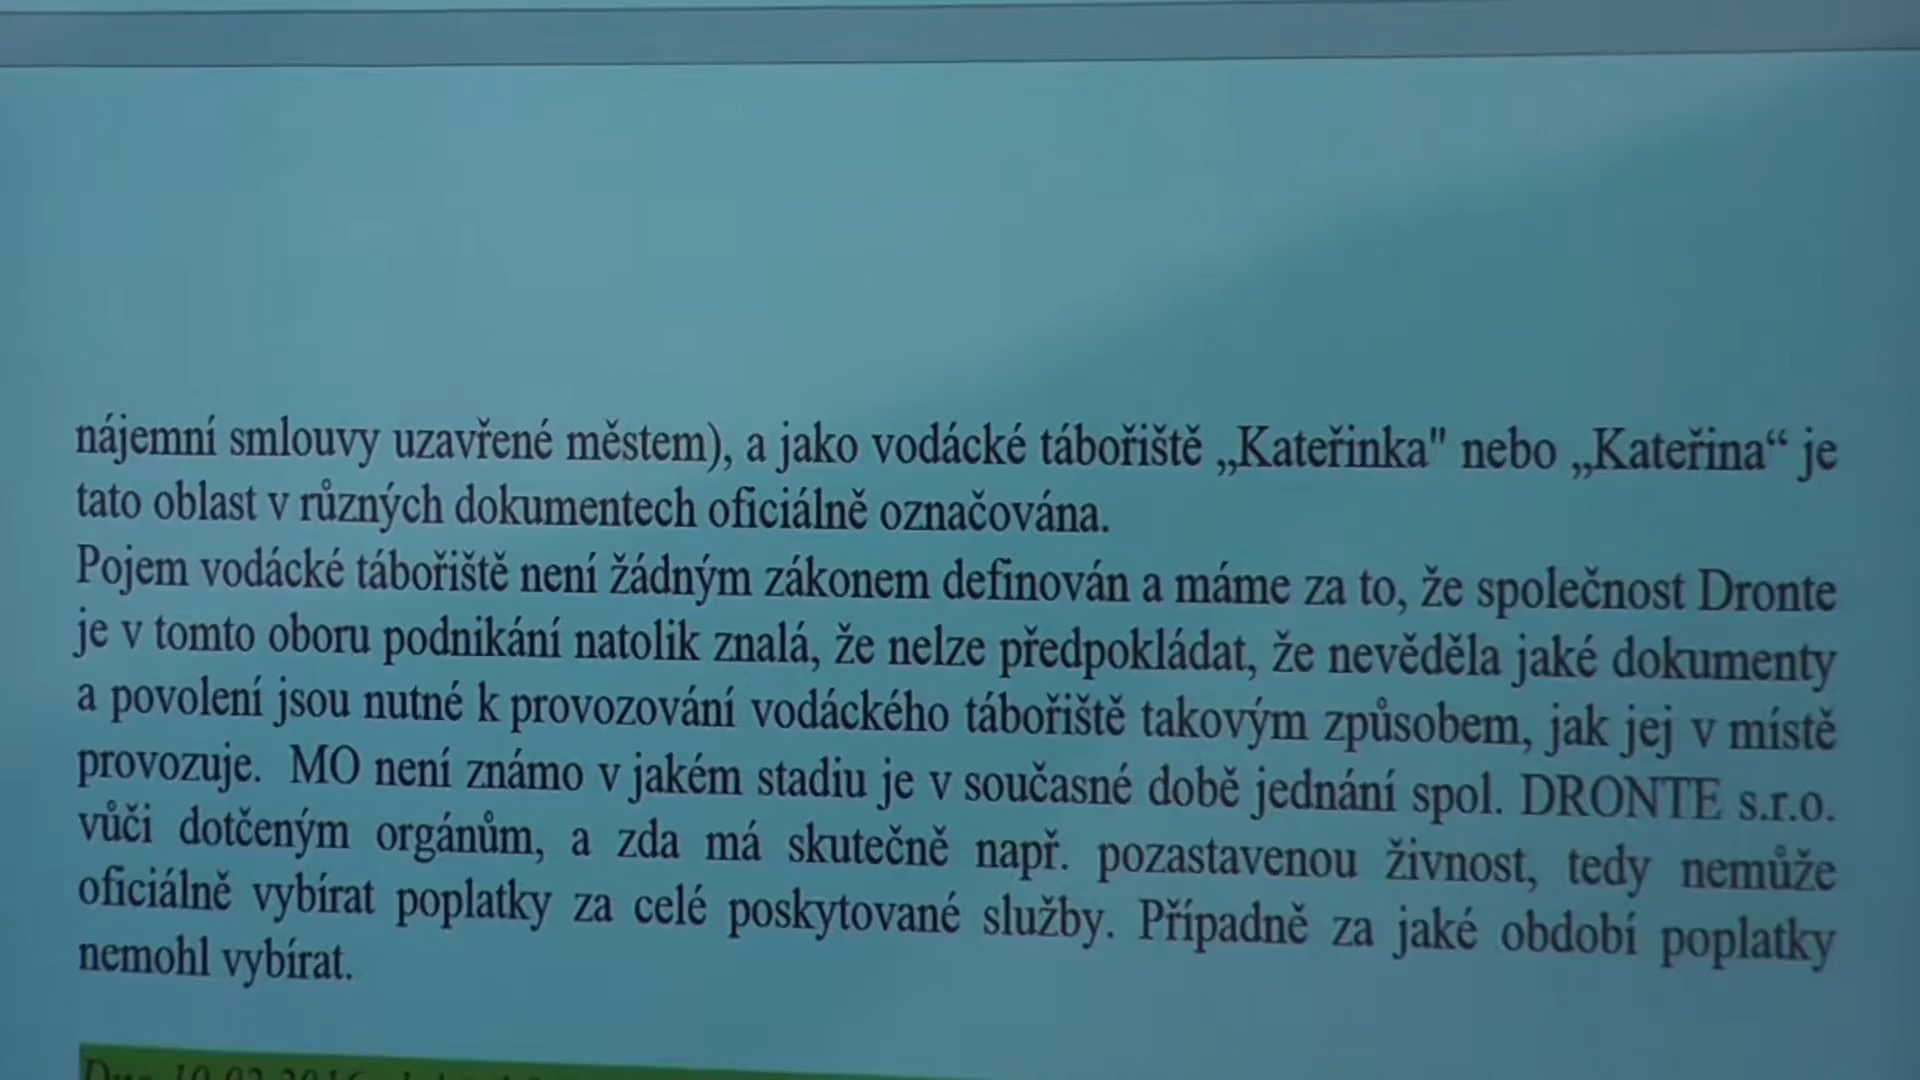 nájemní smlouvy uzavřené městem), a jako vodácké tábořiště „Kateřinka" nebo „Kateřina“ je
tato oblast v různých dokumentech oficiálně označována.
Pojem vodácké tábořiště není žádným zákonem definován a máme za to, že společnost Dronte
je v tomto oboru podnikání natolik znalá, že nelze předpokládat, že nevěděla jaké dokumenty
a povolení jsou nutné k provozování vodáckého tábořiště takovým způsobem, jak jej v místě
provozuje. MO není známo v jakém stadiu je v současné době jednání spol. DRONTE s.r.o.
vůči dotčeným orgánům, a zda má skutečně např. pozastavenou živnost, tedy nemůže
oficiálně vybírat poplatky za celé poskytované služby. Případně za jaké období poplatky
nemohl vybírat.
Dne 10.02.2016